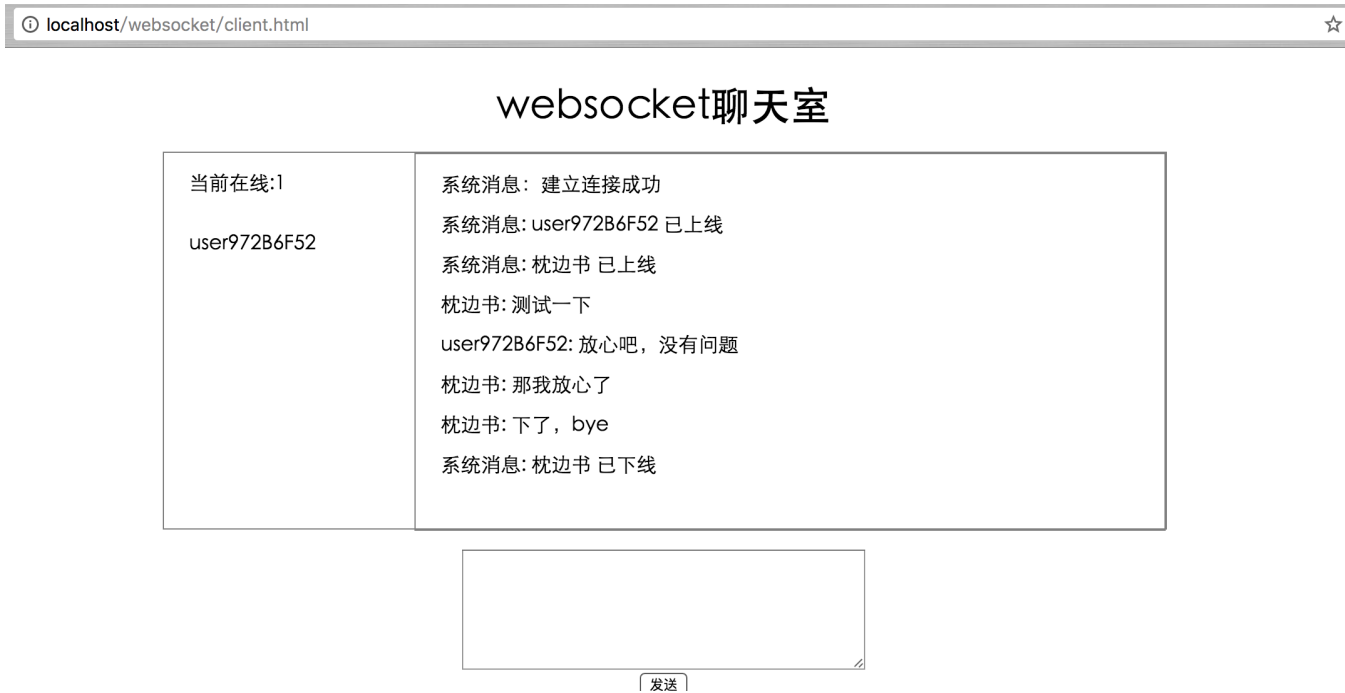 localhost/websocket/client.html
websocket聊天室
当前在线:1
user972B6F52
系统消息：建立连接成功
系统消息: user972B6F52 已上线
系统消息: 枕边书 已上线
枕边书: 测试一下
user972B6F52: 放心吧，没有问题
枕边书: 那我放心了
枕边书: 下了，bye
系统消息: 枕边书 已下线
发送